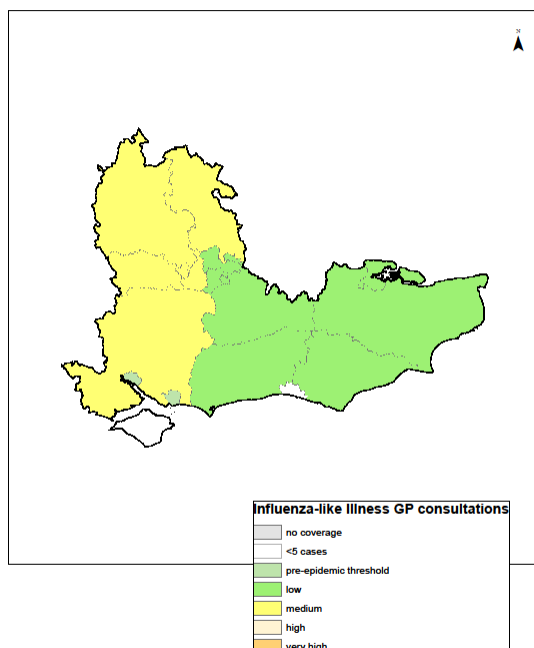 N
Influenza-like Illness GP consultations
no coverage
<5 cases
pre-epidemic threshold
low
medium
high
very high